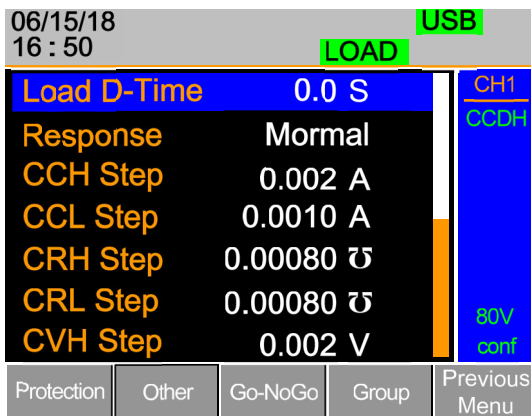 06/15/18 USB
16 : 50 LOAD
Load D-Time 0.0 S
CH1
CCDH
Response Mormal
CCH Step 0.002 A
CCL Step 0.0010 A
CRH Step 0.00080 ℧
CRL Step 0.00080 ℧
CVH Step 0.002 V
80V
conf
Protection Other Go-NoGo Group Previous Menu